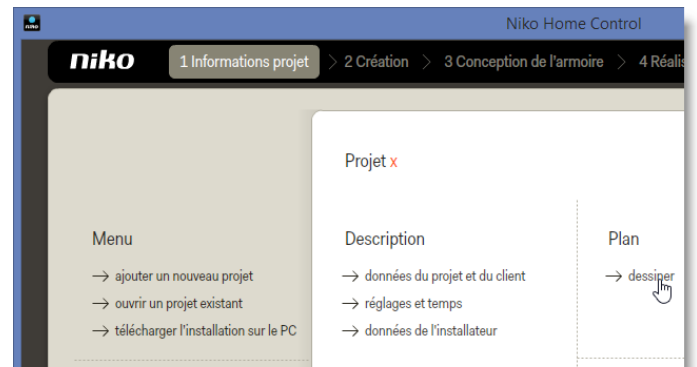 Niko Home Control
niko 1 Informations projet > 2 Création > 3 Conception de l'armoire > 4 Réalis
Projet x
Menu
→ ajouter un nouveau projet
→ ouvrir un projet existant
→ télécharger l'installation sur le PC
Description
→ données du projet et du client
→ réglages et temps
→ données de l'installateur
Plan
→ dessiner